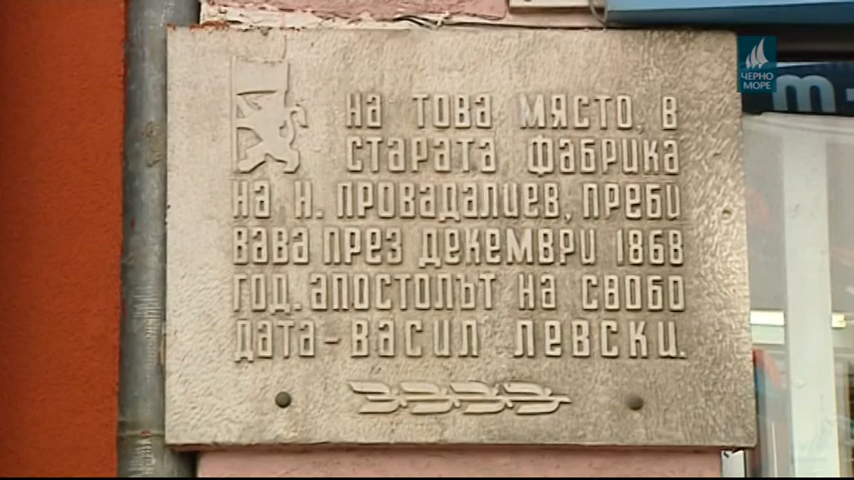 НА ТОВА МЯСТО, В
СТАРАТА ФАБРИКА
НА Н. ПРОВАДАЛИЕВ, ПРЕБИ
ВАВА ПРЕЗ ДЕКЕМВРИ 1868
ГОД. АПОСТОЛЪТ НА СВОБО
ДАТА - ВАСИЛ ЛЕВСКИ.
ЧЕРНО
МОРЕ
m-